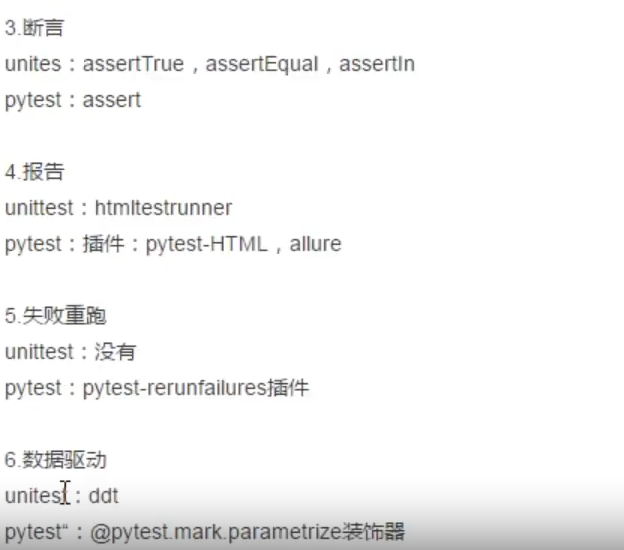 3.断言
unites：assertTrue，assertEqual，assertIn
pytest：assert
4.报告
unittest：htmltestrunner
pytest：插件：pytest-HTML，allure
5.失败重跑
unittest：没有
pytest：pytest-rerunfailures插件
6.数据驱动
unitest：ddt
pytest“：@pytest.mark.parametrize装饰器